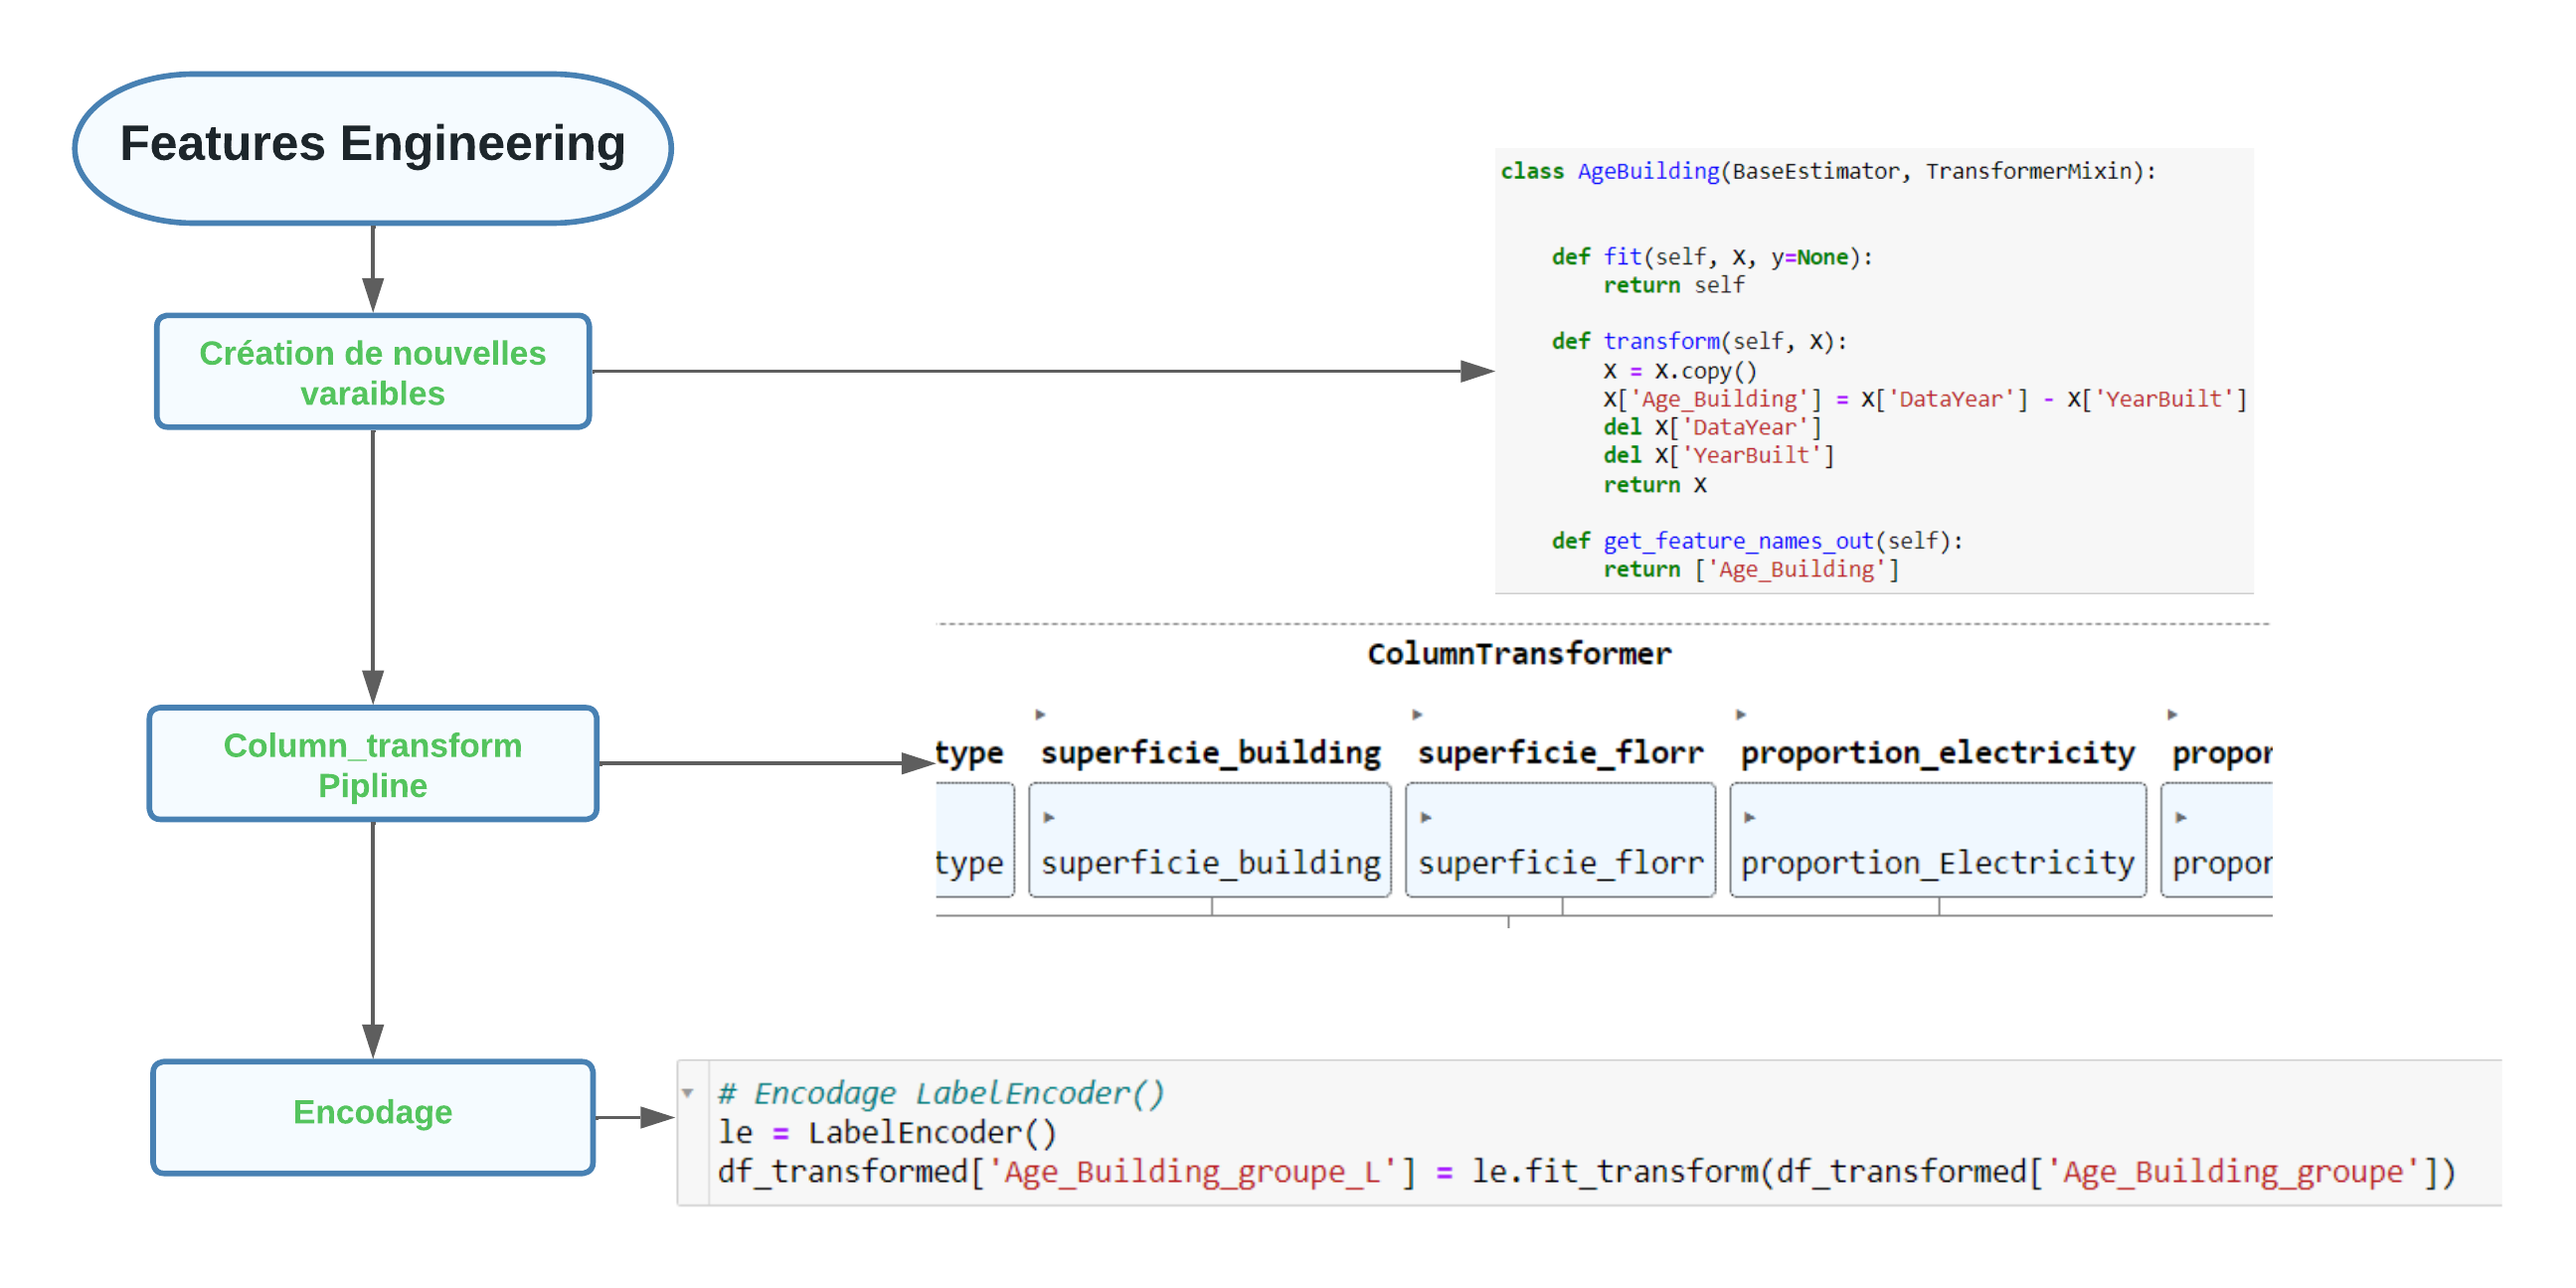 Features Engineering
Création de nouvelles
varaibles
class AgeBuilding(BaseEstimator, TransformerMixin):
def fit(self, X, y=None):
return self
def transform(self, X):
X = X.copy()
X['Age_Building'] = X['DataYear'] - X['YearBuilt']
del X['DataYear']
del X['YearBuilt']
return X
def get_feature_names_out(self):
return ['Age_Building']
Column_transform
Pipline
ColumnTransformer
type superficie_building superficie_florr proportion_electricity propor
type superficie_building superficie_florr proportion_Electricity propor
Encodage
# Encodage LabelEncoder()
le = LabelEncoder()
df_transformed['Age_Building_groupe_L'] = le.fit_transform(df_transformed['Age_Building_groupe'])